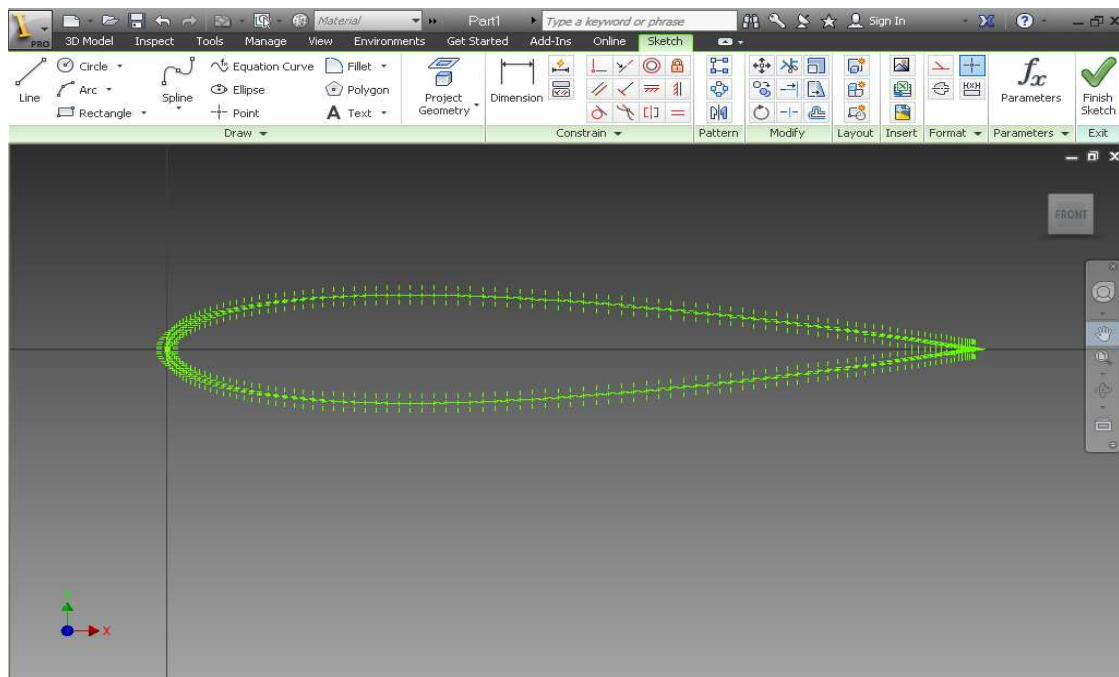 Material Part1 Type a keyword or phrase Sign In
PRO 3D Model Inspect Tools Manage View Environments Get Started Add-Ins Online Sketch
Circle Equation Curve Fillet
Line Arc Spline Ellipse Polygon Project Geometry Dimension Parameters Finish Sketch
Rectangle Point A Text
fx
Draw Constrain Pattern Modify Layout Insert Format Parameters Exit
FRONT
X